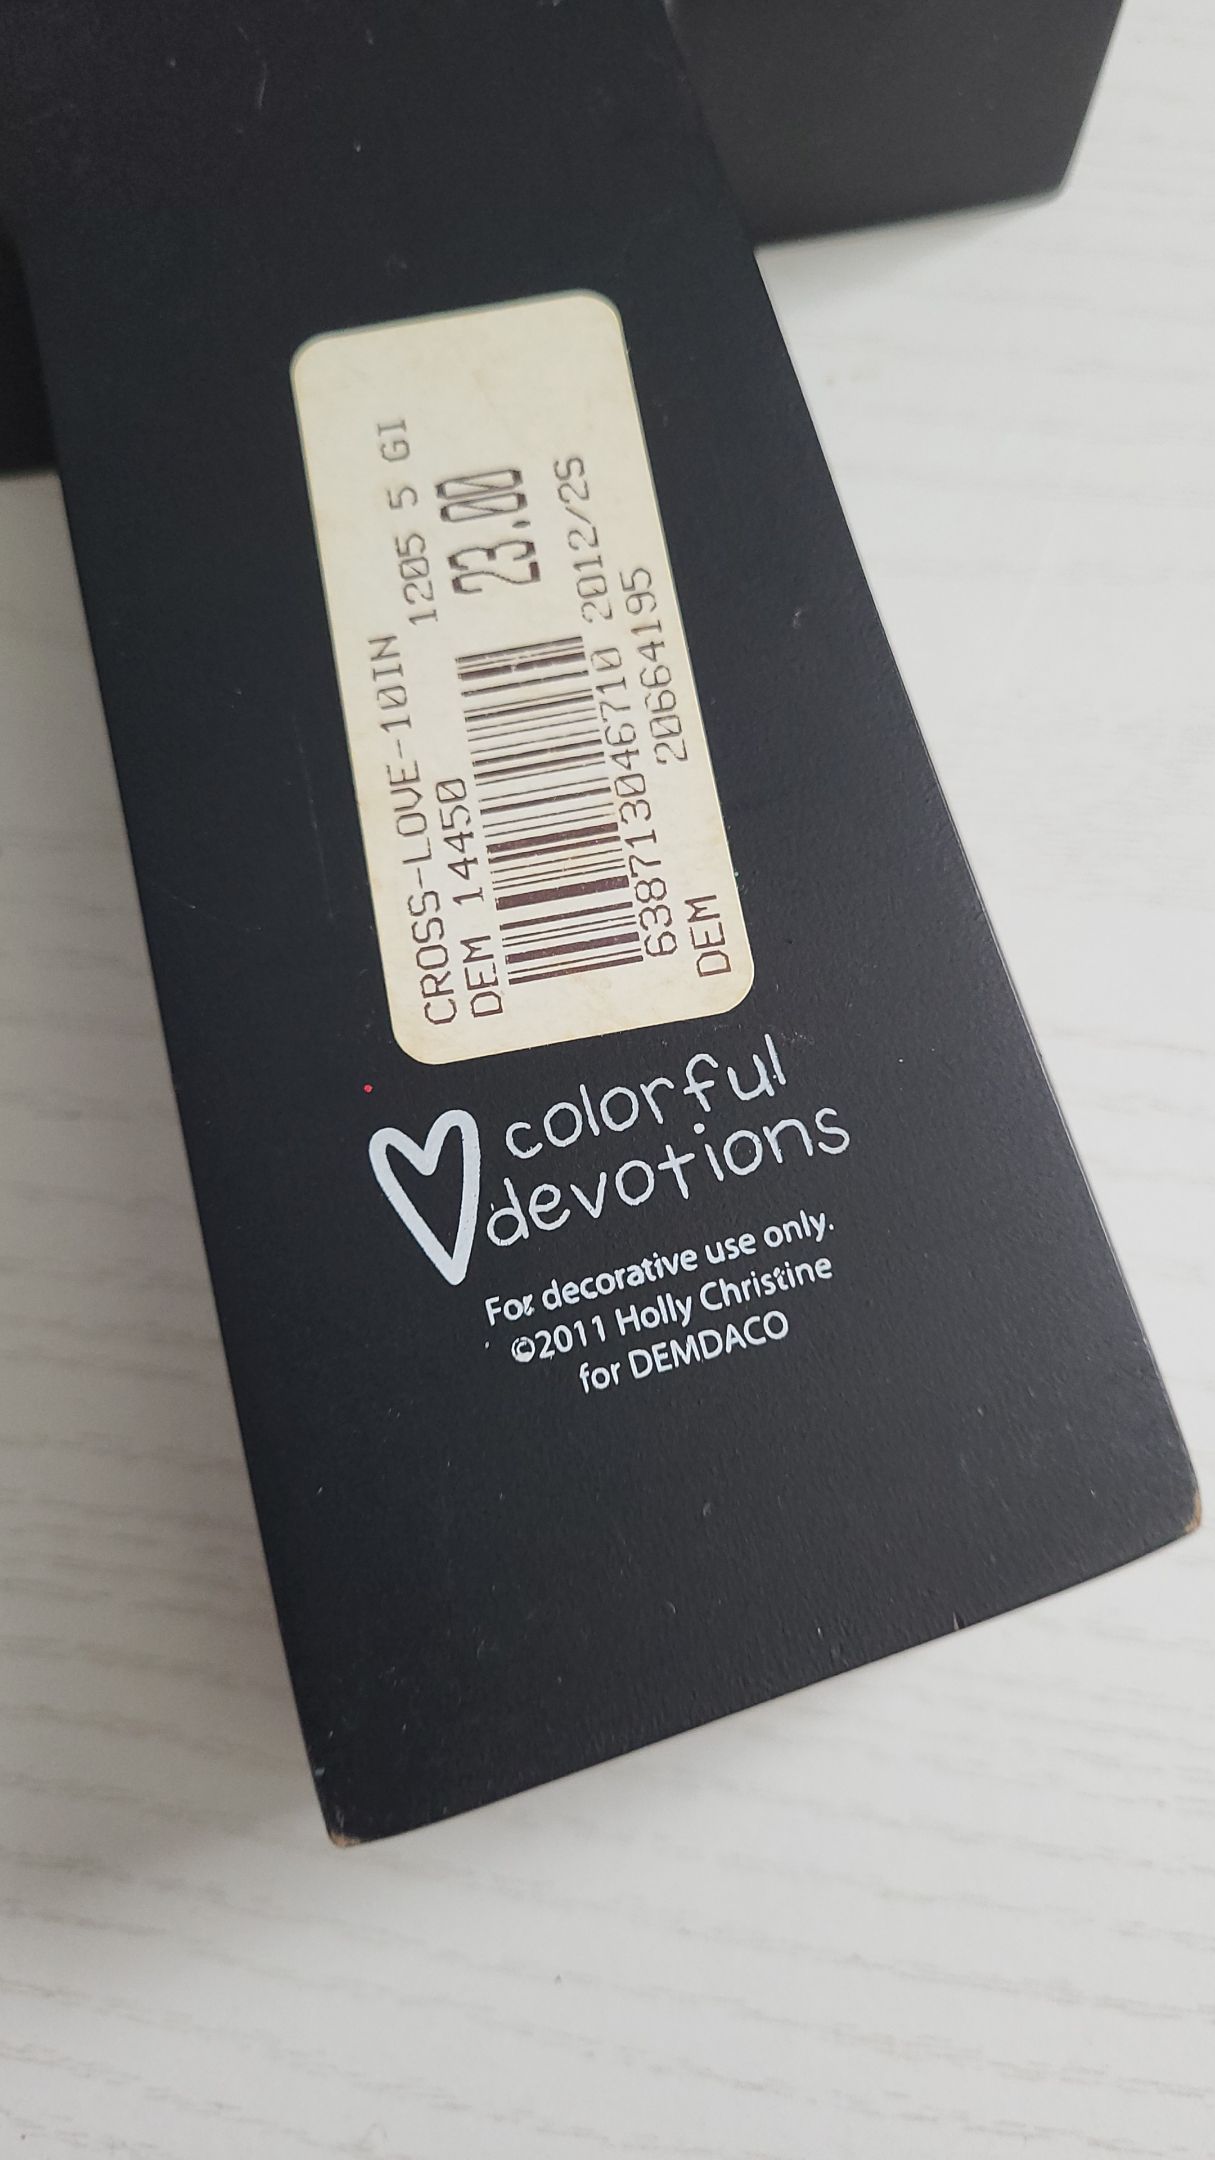 CROSS-LOVE-10IN
1205 5 GI
DEM 14450
23.00
638713046710 2012/2S
20664195
DEM
colorful
devotions
For decorative use only.
©2011 Holly Christine
for DEMDACO